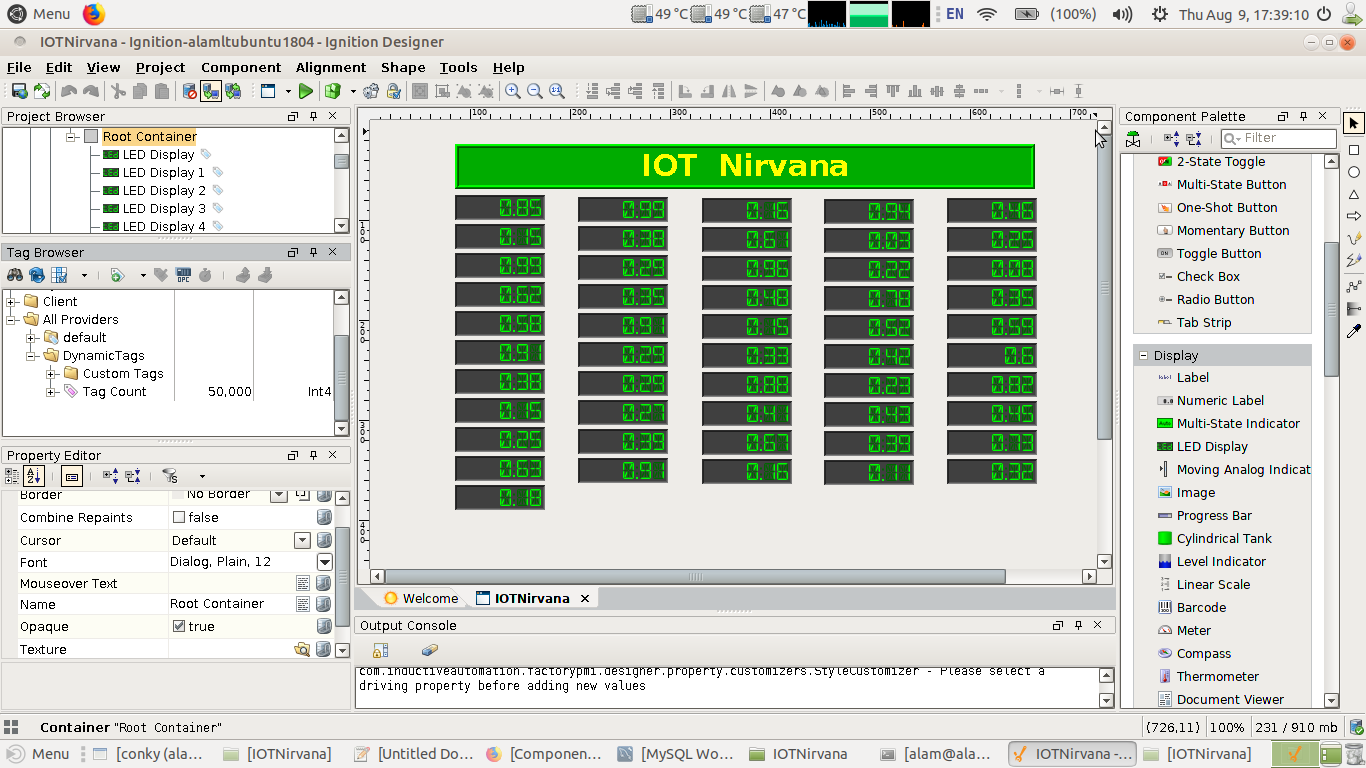 Menu 49 °C 49 °C 47 °C EN (100%) Thu Aug 9, 17:39:10
IOTNirvana - Ignition-alamltubuntu1804 - Ignition Designer
File Edit View Project Component Alignment Shape Tools Help
Project Browser
Root Container
LED Display
LED Display 1
LED Display 2
LED Display 3
LED Display 4
Tag Browser
Client
All Providers
default
DynamicTags
Custom Tags
Tag Count 50,000 Int4
Property Editor
Border No Border
Combine Repaints false
Cursor Default
Font Dialog, Plain, 12
Mouseover Text
Name Root Container
Opaque true
Texture
100 200 300 400 500 600 700
100
200
300
400
IOT Nirvana
0.85 0.99 0.16 0.94 0.46
0.15 0.38 0.61 0.03 0.25
0.99 0.29 0.96 0.22 0.08
0.62 0.35 0.48 0.78 0.35
0.58 0.91 0.15 0.52 0.59
0.91 0.29 0.33 0.42 0.6
0.38 0.29 0.88 0.23 0.82
0.15 0.27 0.41 0.43 0.45
0.25 0.39 0.67 0.39 0.73
0.63 0.91 0.16 0.11 0.32
0.18
Welcome IOTNirvana
Output Console
com.inductiveautomation.factorypmi.designer.property.customizers.StyleCustomizer - Please select a
driving property before adding new values
Component Palette
Filter
2-State Toggle
Multi-State Button
One-Shot Button
Momentary Button
Toggle Button
Check Box
Radio Button
Tab Strip
Display
Label
Numeric Label
Multi-State Indicator
LED Display
Moving Analog Indicat
Image
Progress Bar
Cylindrical Tank
Level Indicator
Linear Scale
Barcode
Meter
Compass
Thermometer
Document Viewer
Container "Root Container" (726,11) 100% 231 / 910 mb
Menu [conky (ala... [IOTNirvana] [Untitled Do... [Componen... [MySQL Wo... IOTNirvana [alam@ala... IOTNirvana -... [IOTNirvana]